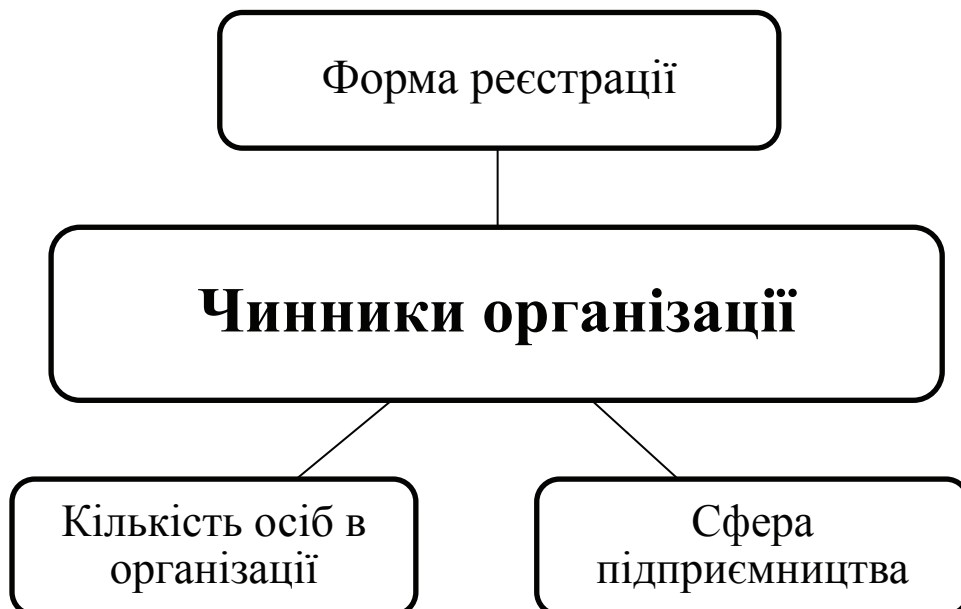 Форма реєстрації
Чинники організації
Кількість осіб в
організації
Сфера
підприємництва